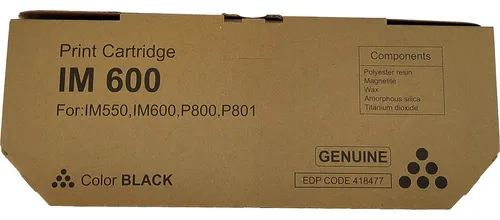 Print Cartridge
IM 600
For:IM550,IM600,P800,P801
Components
Polyester resin
Magnetite
Wax
Amorphous silica
Titanium dioxide
Color BLACK
GENUINE
EDP CODE 418477